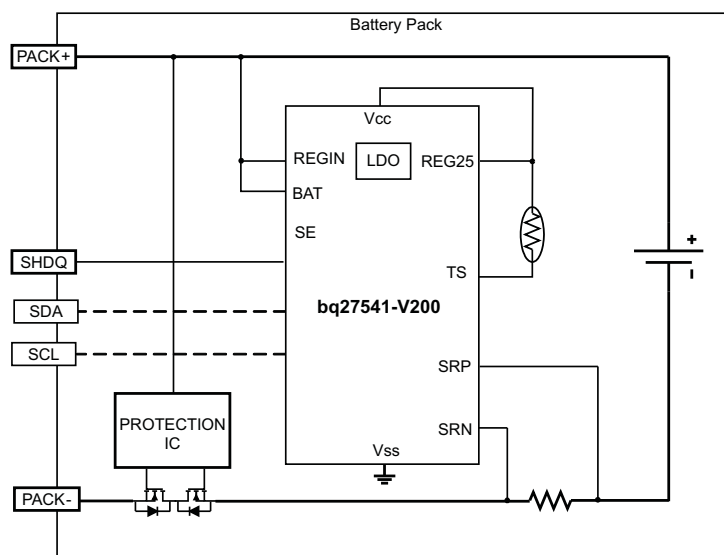 Battery Pack
PACK+
Vcc
REGIN
LDO
REG25
BAT
SE
SHDQ
TS
SDA
bq27541-V200
SCL
SRP
PROTECTION
IC
SRN
Vss
PACK-
+
-